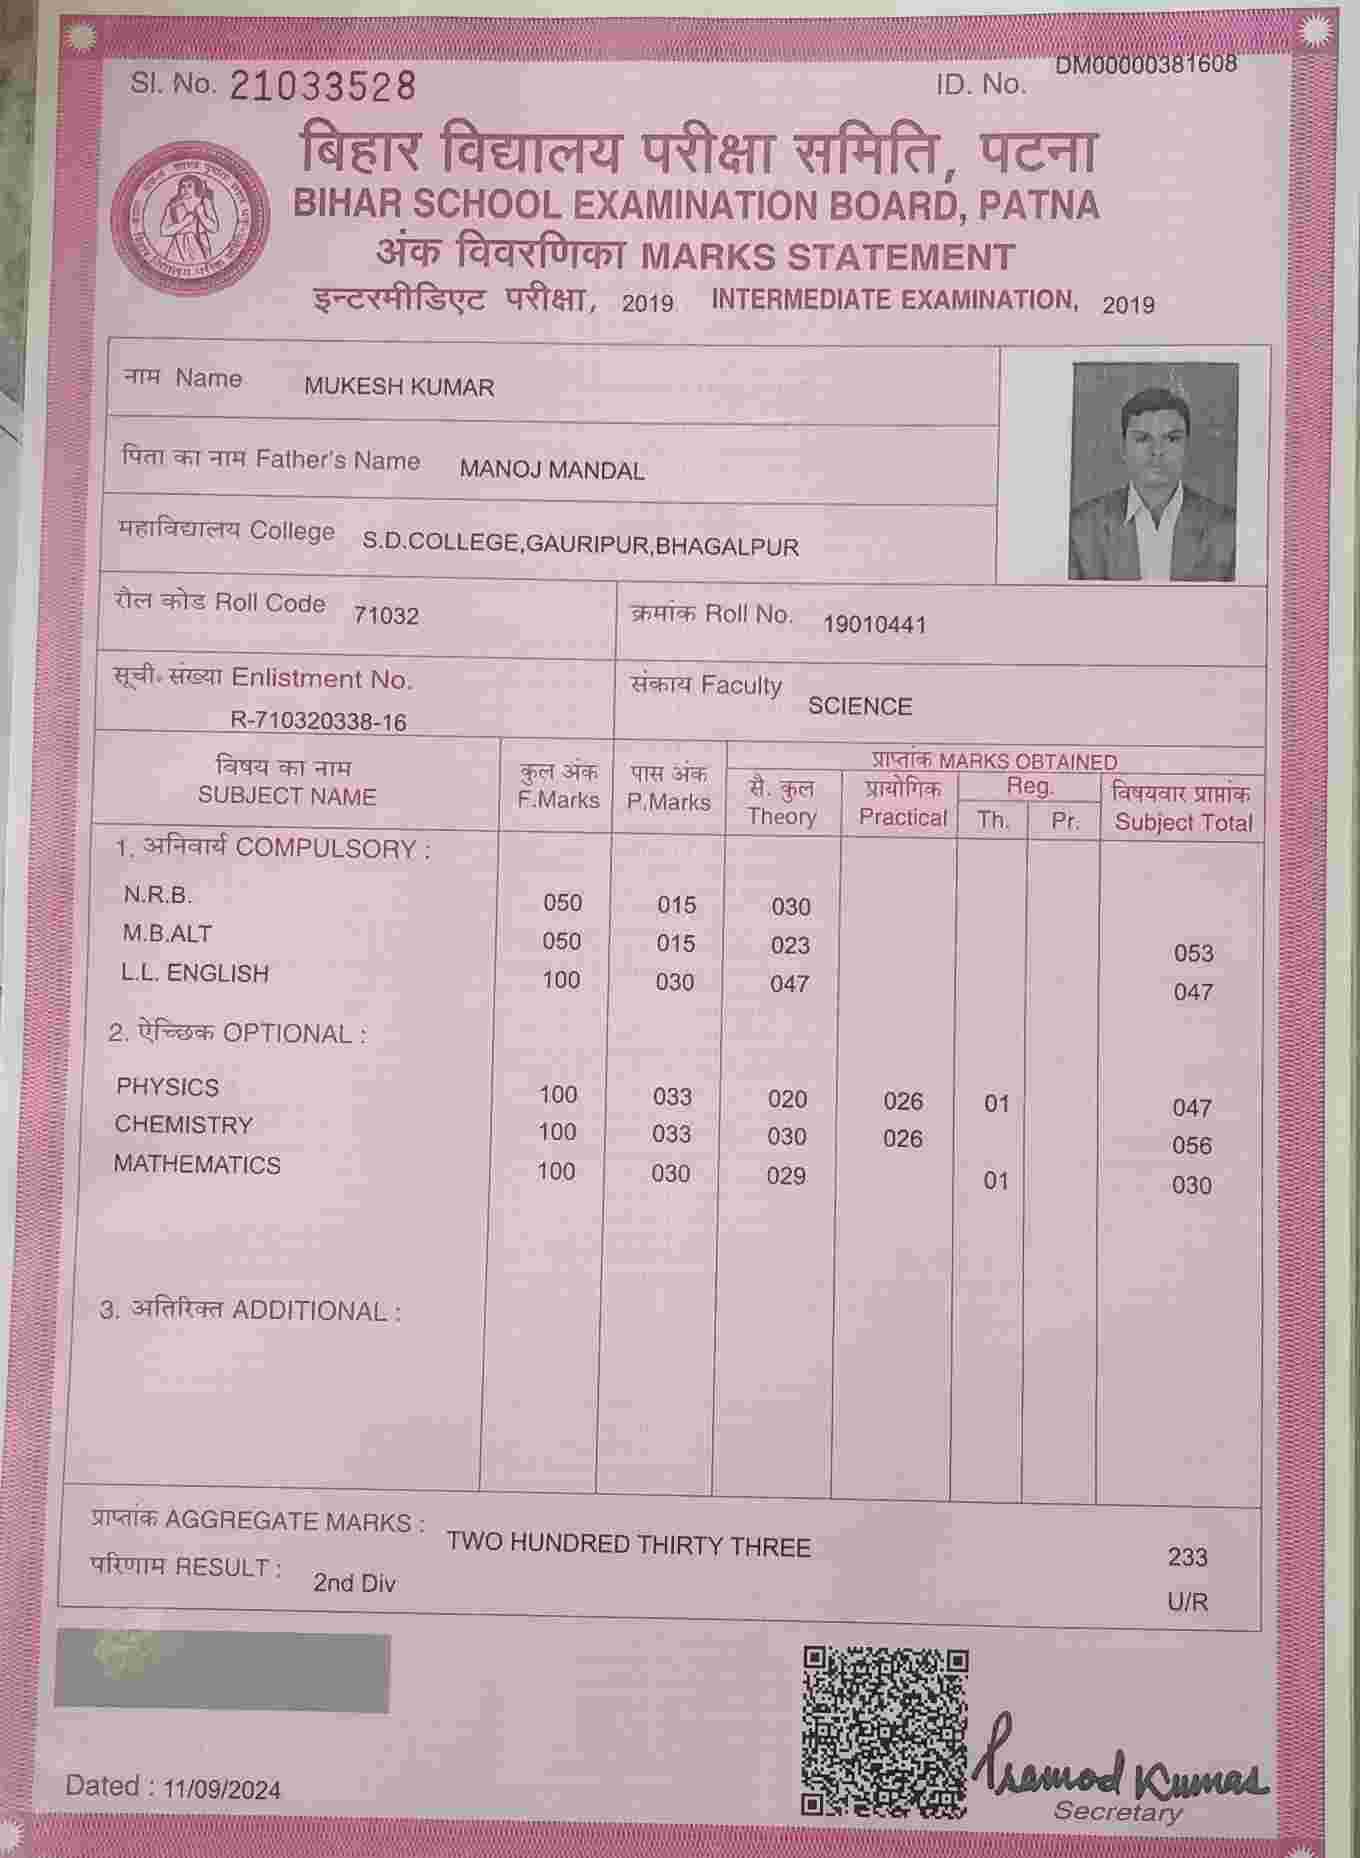 Sl. No. 21033528
ID. No. DM00000381608
बिहार विद्यालय परीक्षा समिति, पटना
BIHAR SCHOOL EXAMINATION BOARD, PATNA
अंक विवरणिका MARKS STATEMENT
इन्टरमीडिएट परीक्षा, 2019 INTERMEDIATE EXAMINATION, 2019
नाम Name MUKESH KUMAR
पिता का नाम Father's Name MANOJ MANDAL
महाविद्यालय College S.D.COLLEGE,GAURIPUR,BHAGALPUR
रौल कोड Roll Code 71032 क्रमांक Roll No. 19010441
सूची. संख्या Enlistment No. R-710320338-16 संकाय Faculty SCIENCE
विषय का नाम SUBJECT NAME
कुल अंक F.Marks
पास अंक P.Marks
प्राप्तांक MARKS OBTAINED
सै. कुल Theory
प्रायोगिक Practical
Reg.
Th. Pr.
विषयवार प्राप्तांक Subject Total
1. अनिवार्य COMPULSORY :
N.R.B. 050 015 030
M.B.ALT 050 015 023 053
L.L. ENGLISH 100 030 047 047
2. ऐच्छिक OPTIONAL :
PHYSICS 100 033 020 026 01 047
CHEMISTRY 100 033 030 026 056
MATHEMATICS 100 030 029 01 030
3. अतिरिक्त ADDITIONAL :
प्राप्तांक AGGREGATE MARKS : TWO HUNDRED THIRTY THREE 233
परिणाम RESULT : 2nd Div U/R
Dated : 11/09/2024
Pramod Kumar
Secretary